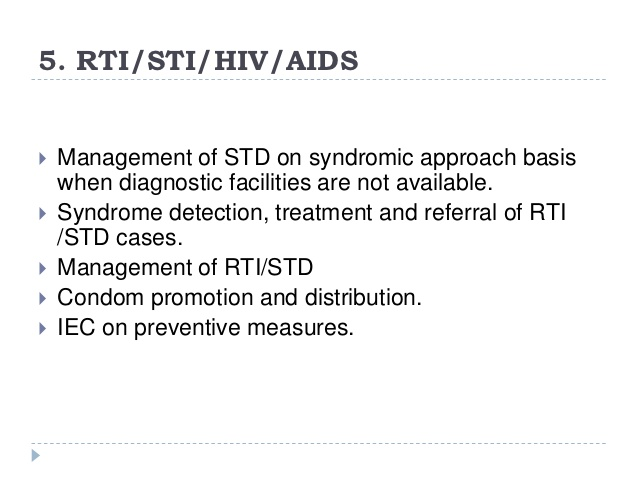 5. RTI/STI/HIV/AIDS
Management of STD on syndromic approach basis
when diagnostic facilities are not available.
Syndrome detection, treatment and referral of RTI
/STD cases.
Management of RTI/STD
Condom promotion and distribution.
IEC on preventive measures.